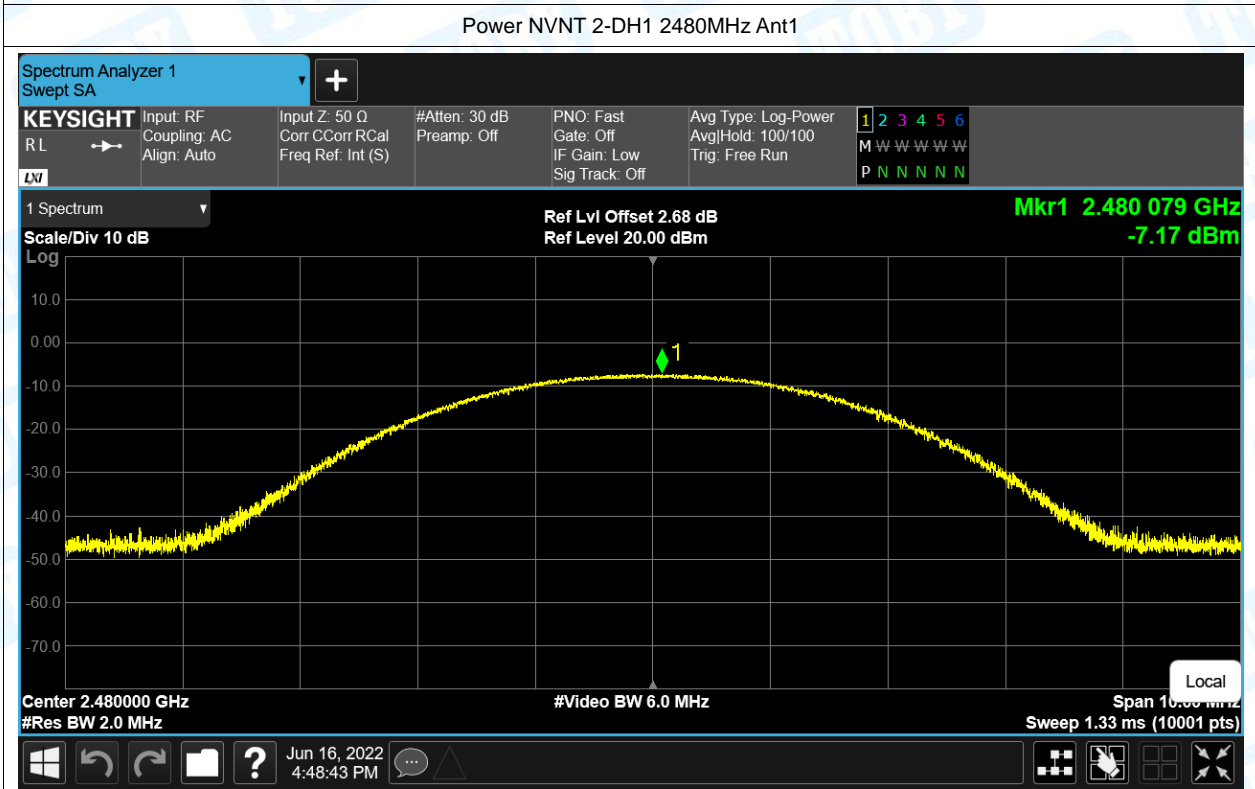 Power NVNT 2-DH1 2480MHz Ant1
Spectrum Analyzer 1
Swept SA
KEYSIGHT
R L
LXI
Input: RF
Coupling: AC
Align: Auto
Input Z: 50 Ω
Corr CCorr RCal
Freq Ref: Int (S)
#Atten: 30 dB
Preamp: Off
PNO: Fast
Gate: Off
IF Gain: Low
Sig Track: Off
Avg Type: Log-Power
Avg|Hold: 100/100
Trig: Free Run
1 2 3 4 5 6
M W W W W W
P N N N N N
1 Spectrum
Scale/Div 10 dB
Log
Ref Lvl Offset 2.68 dB
Ref Level 20.00 dBm
Mkr1 2.480 079 GHz
-7.17 dBm
10.0
0.00
-10.0
-20.0
-30.0
-40.0
-50.0
-60.0
-70.0
1
Center 2.480000 GHz
#Res BW 2.0 MHz
#Video BW 6.0 MHz
Local
Span 10.00 MHz
Sweep 1.33 ms (10001 pts)
?
Jun 16, 2022
4:48:43 PM